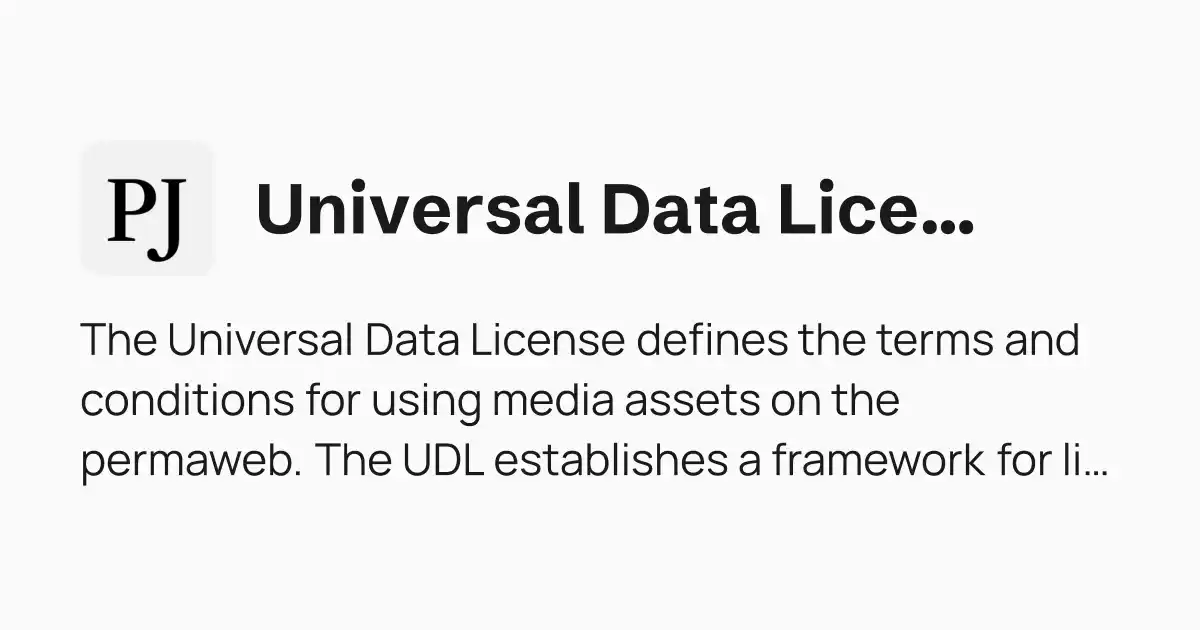 PJ
Universal Data Lice...
The Universal Data License defines the terms and
conditions for using media assets on the
permaweb. The UDL establishes a framework for li...